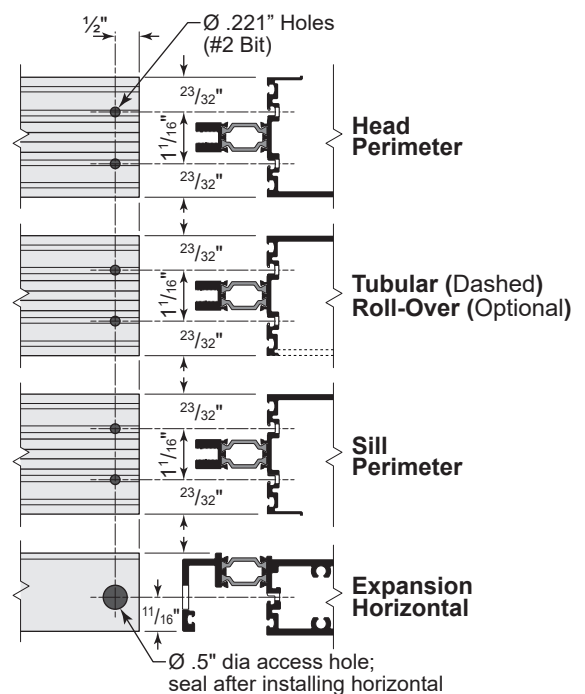 ½"
Ø .221” Holes
(#2 Bit)
23/32"
1 1/16"
23/32"
Head
Perimeter
23/32"
1 1/16"
23/32"
Tubular (Dashed)
Roll-Over (Optional)
23/32"
1 1/16"
23/32"
Sill
Perimeter
11/16"
Expansion
Horizontal
Ø .5" dia access hole;
seal after installing horizontal